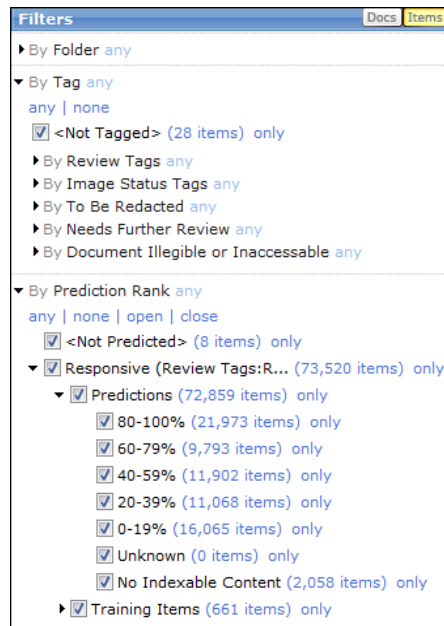 Filters Docs Items
By Folder any
By Tag any
any | none
<Not Tagged> (28 items) only
By Review Tags any
By Image Status Tags any
By To Be Redacted any
By Needs Further Review any
By Document Illegible or Inaccessable any
By Prediction Rank any
any | none | open | close
<Not Predicted> (8 items) only
Responsive (Review Tags:R... (73,520 items) only
Predictions (72,859 items) only
80-100% (21,973 items) only
60-79% (9,793 items) only
40-59% (11,902 items) only
20-39% (11,068 items) only
0-19% (16,065 items) only
Unknown (0 items) only
No Indexable Content (2,058 items) only
Training Items (661 items) only